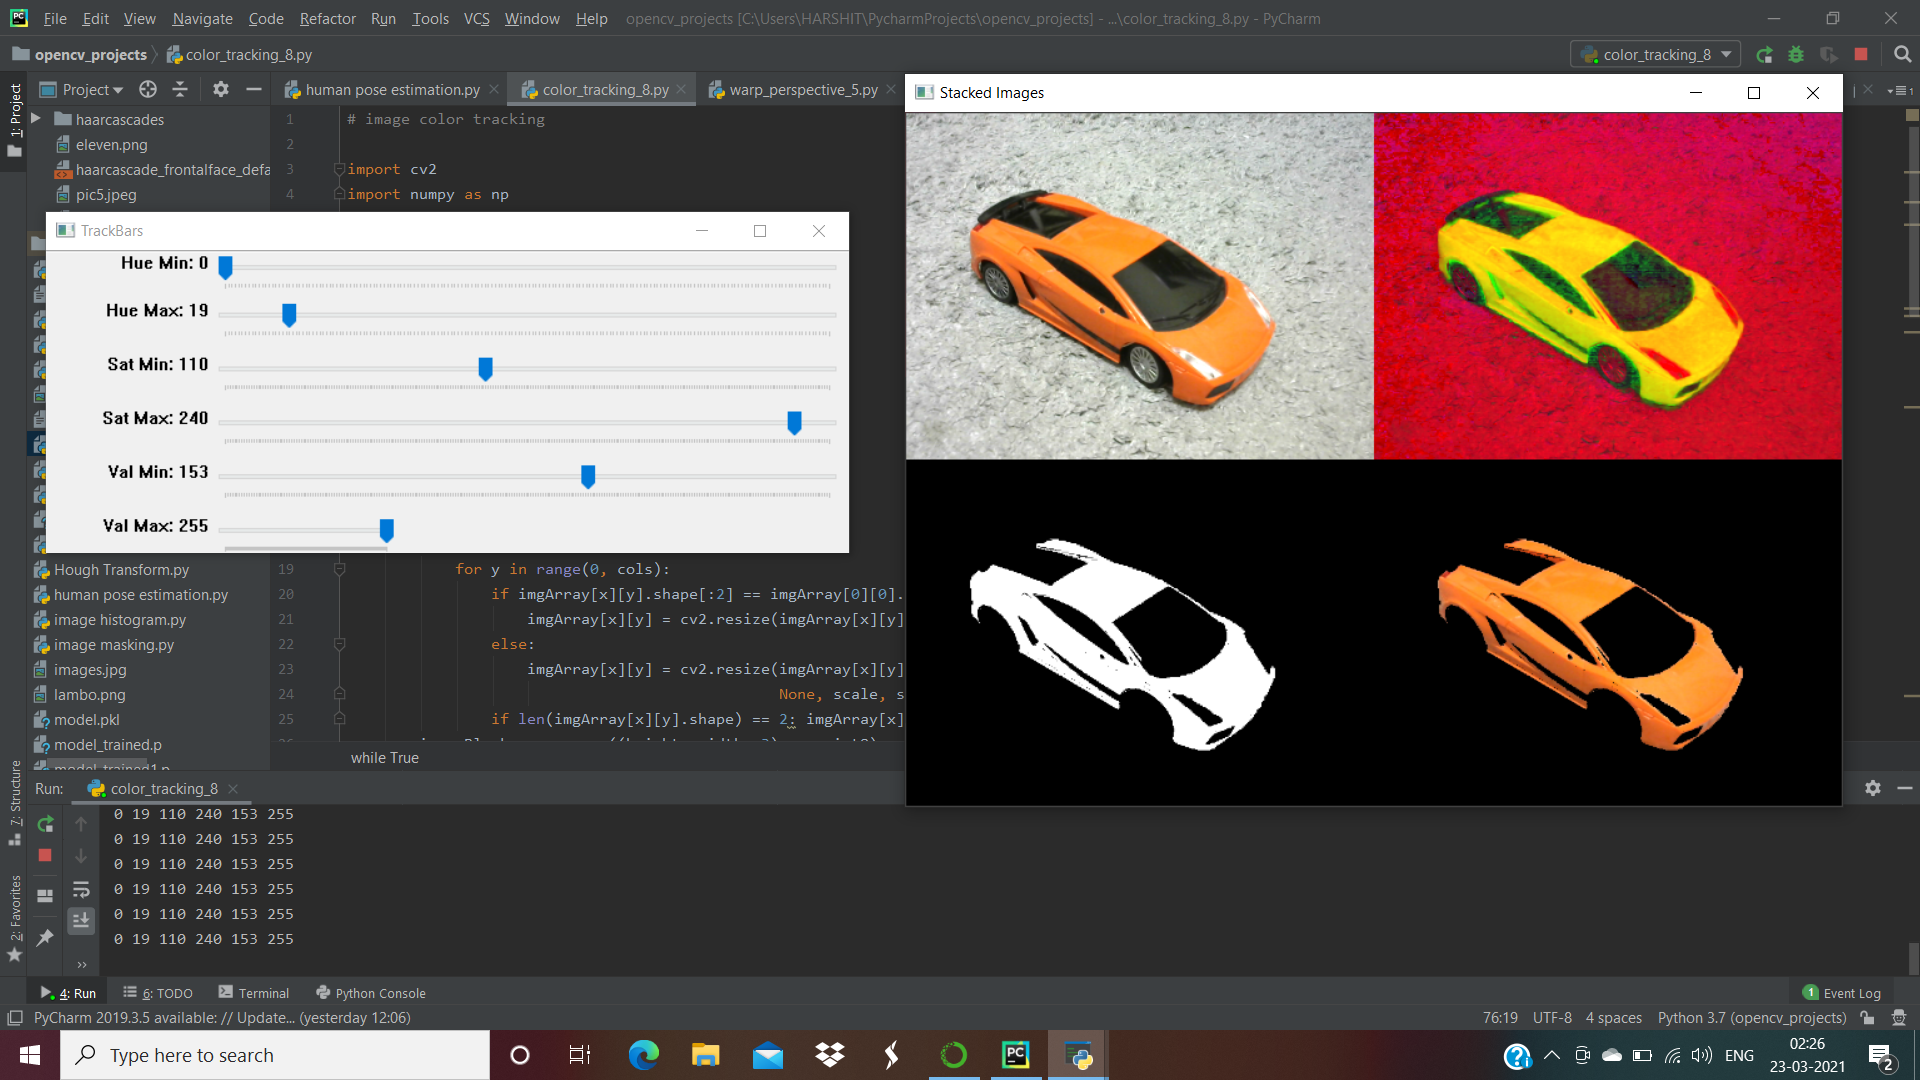 File Edit View Navigate Code Refactor Run Tools VCS Window Help opencv_projects [C:\Users\HARSHIT\PycharmProjects\opencv_projects] - ...\color_tracking_8.py - PyCharm
opencv_projects color_tracking_8.py color_tracking_8
1: Project
Project human pose estimation.py color_tracking_8.py warp_perspective_5.py
haarcascades
eleven.png
haarcascade_frontalface_defa
pic5.jpeg
1 # image color tracking
2
3 import cv2
4 import numpy as np
Stacked Images
TrackBars
Hue Min: 0
Hue Max: 19
Sat Min: 110
Sat Max: 240
Val Min: 153
Val Max: 255
Hough Transform.py
human pose estimation.py
image histogram.py
image masking.py
images.jpg
lambo.png
model.pkl
model_trained.p
model_trained1.p
19 for y in range(0, cols):
20 if imgArray[x][y].shape[:2] == imgArray[0][0].
21 imgArray[x][y] = cv2.resize(imgArray[x][y]
22 else:
23 imgArray[x][y] = cv2.resize(imgArray[x][y]
24 None, scale, s
25 if len(imgArray[x][y].shape) == 2: imgArray[x]
while True
7: Structure
2: Favorites
Run: color_tracking_8
0 19 110 240 153 255
0 19 110 240 153 255
0 19 110 240 153 255
0 19 110 240 153 255
0 19 110 240 153 255
0 19 110 240 153 255
4: Run 6: TODO Terminal Python Console 1 Event Log
PyCharm 2019.3.5 available: // Update... (yesterday 12:06) 76:19 UTF-8 4 spaces Python 3.7 (opencv_projects)
Type here to search
ENG
02:26
23-03-2021
2